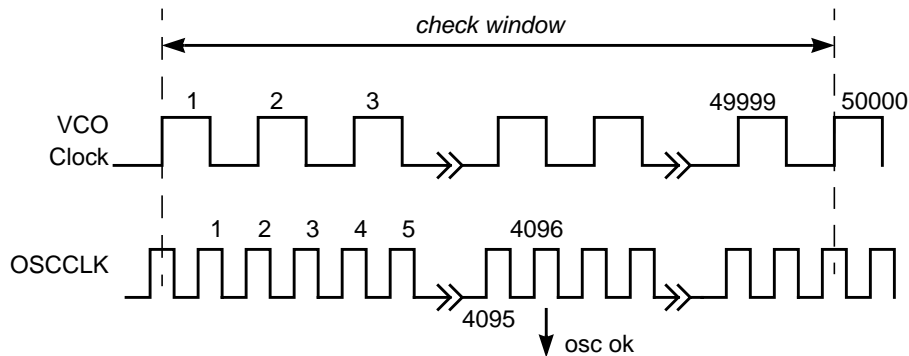 check window
1 2 3 49999 50000
VCO
Clock
1 2 3 4 5 4096
OSCCLK
4095
osc ok